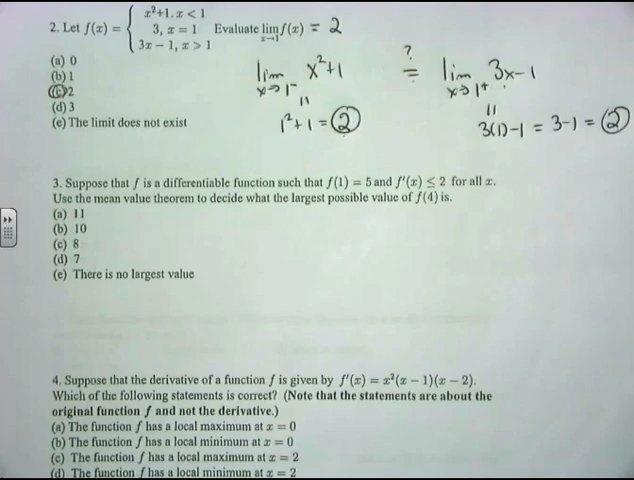 x²+1. x < 1
2. Let f(x) = { 3, x = 1 Evaluate lim x→1 f(x) = 2
3x − 1, x > 1
(a) 0
(b) 1
(c) 2
(d) 3
(e) The limit does not exist
lim x→1⁻ x²+1 ?= lim x→1⁺ 3x-1
11 11
1²+1 = 2 3(1)-1 = 3-1 = 2
3. Suppose that f is a differentiable function such that f(1) = 5 and f′(x) ≤ 2 for all x.
Use the mean value theorem to decide what the largest possible value of f(4) is.
(a) 11
(b) 10
(c) 8
(d) 7
(e) There is no largest value
4. Suppose that the derivative of a function f is given by f′(x) = x²(x − 1)(x − 2).
Which of the following statements is correct? (Note that the statements are about the
original function f and not the derivative.)
(a) The function f has a local maximum at x = 0
(b) The function f has a local minimum at x = 0
(c) The function f has a local maximum at x = 2
(d) The function f has a local minimum at x = 2